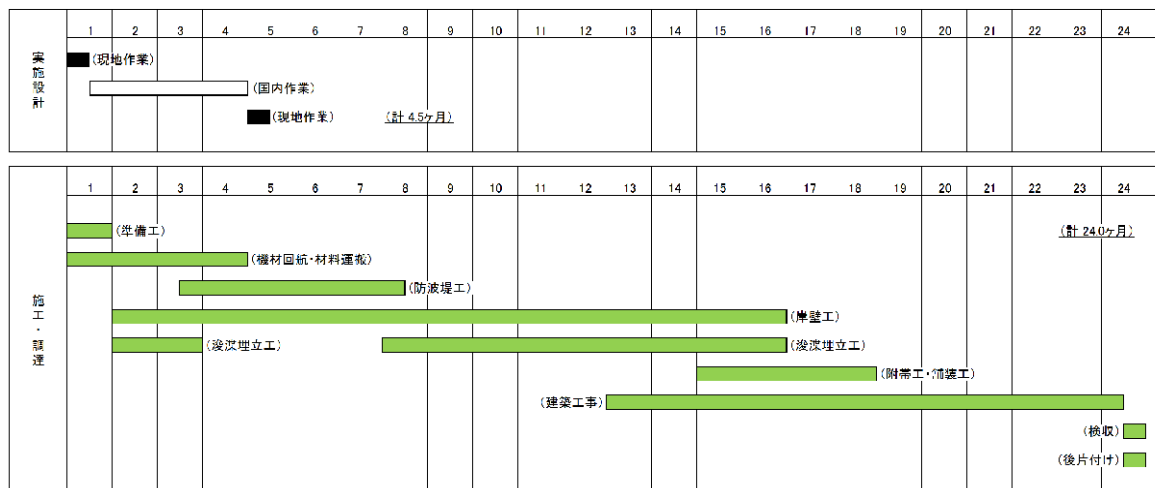 1 2 3 4 5 6 7 8 9 10 11 12 13 14 15 16 17 18 19 20 21 22 23 24
実施設計
(現地作業)
(国内作業)
(現地作業) (計 4.5ヶ月)
1 2 3 4 5 6 7 8 9 10 11 12 13 14 15 16 17 18 19 20 21 22 23 24
施工・調達
(準備工) (計 24.0ヶ月)
(機材回航・材料運搬)
(防波堤工)
(岸壁工)
(浚渫埋立工) (浚渫埋立工)
(附帯工・舗装工)
(建築工事)
(検収)
(後片付け)